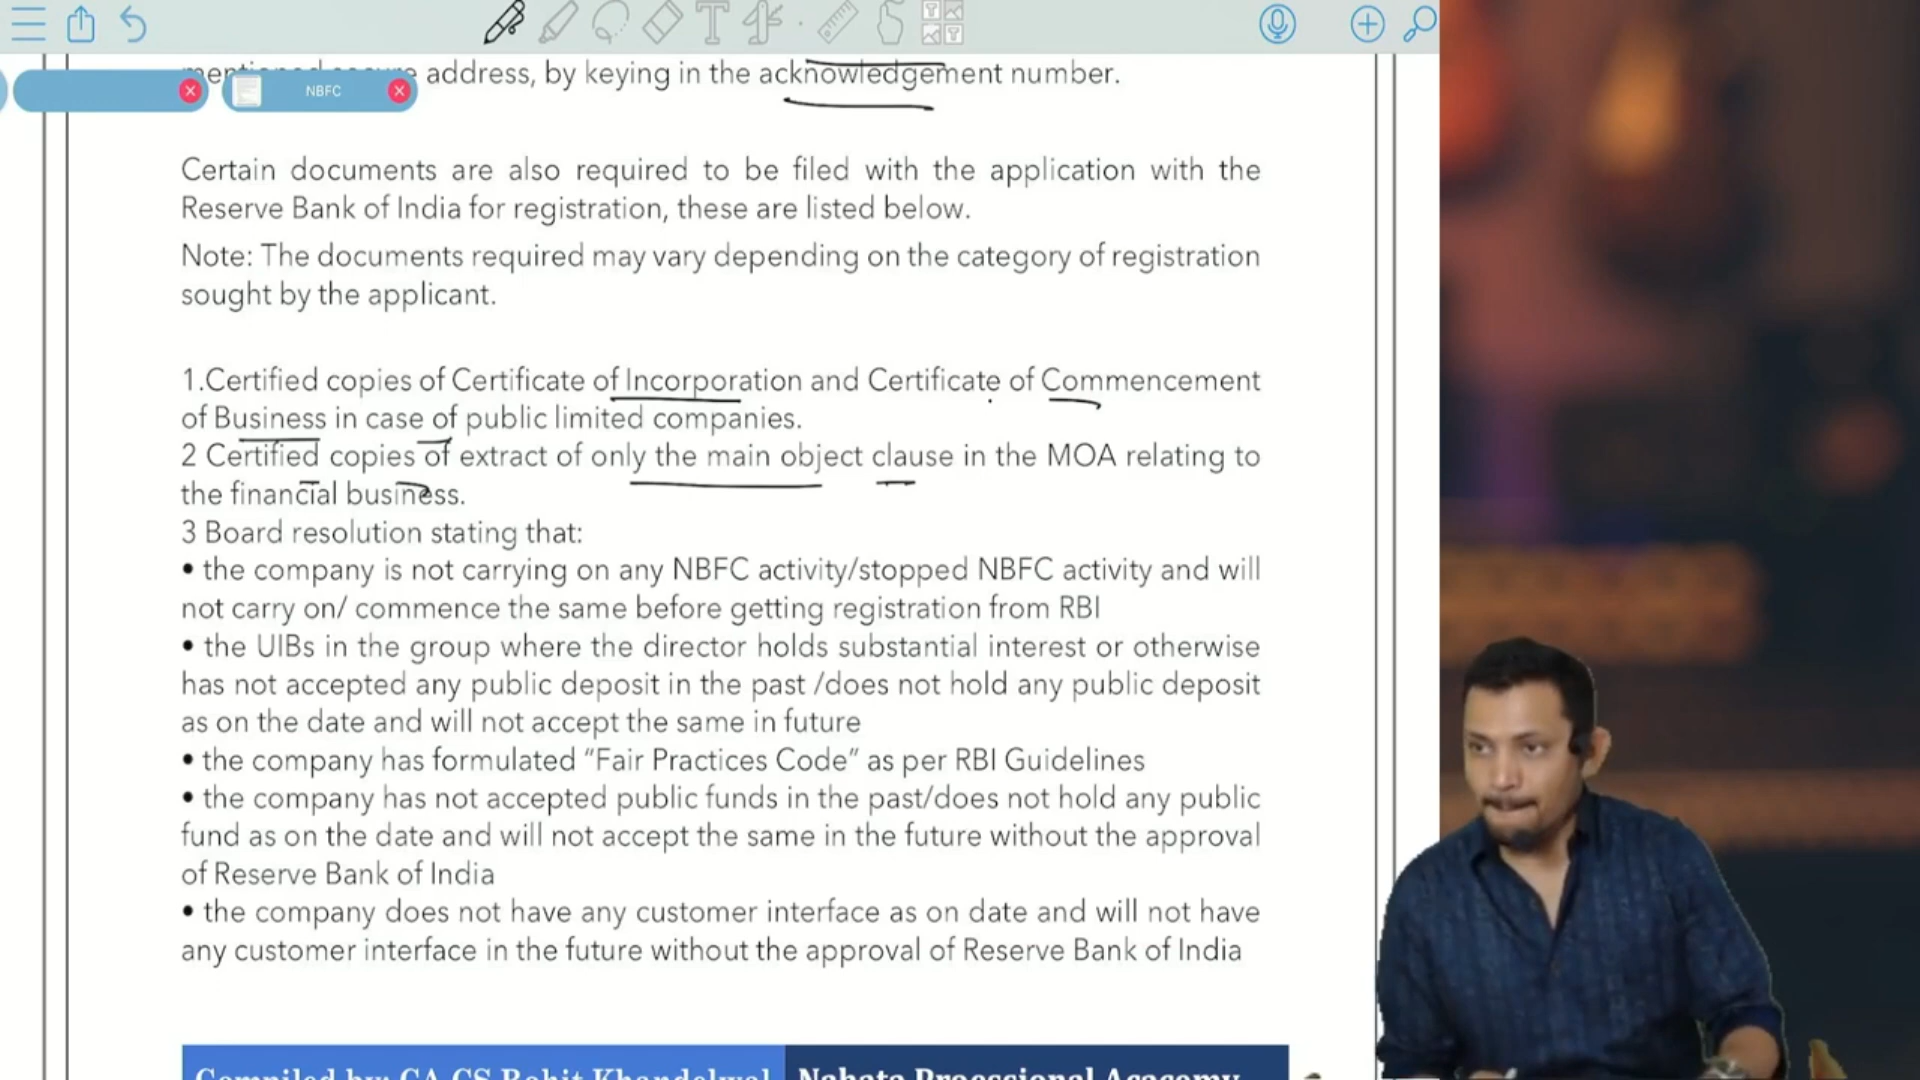 address, by keying in the acknowledgement number.
NBFC
Certain documents are also required to be filed with the application with the
Reserve Bank of India for registration, these are listed below.
Note: The documents required may vary depending on the category of registration
sought by the applicant.
1.Certified copies of Certificate of Incorporation and Certificate of Commencement
of Business in case of public limited companies.
2 Certified copies of extract of only the main object clause in the MOA relating to
the financial business.
3 Board resolution stating that:
• the company is not carrying on any NBFC activity/stopped NBFC activity and will
not carry on/ commence the same before getting registration from RBI
• the UIBs in the group where the director holds substantial interest or otherwise
has not accepted any public deposit in the past /does not hold any public deposit
as on the date and will not accept the same in future
• the company has formulated “Fair Practices Code” as per RBI Guidelines
• the company has not accepted public funds in the past/does not hold any public
fund as on the date and will not accept the same in the future without the approval
of Reserve Bank of India
• the company does not have any customer interface as on date and will not have
any customer interface in the future without the approval of Reserve Bank of India
Compiled by: CA CS Rohit Khandelwal
Nahata Praessional Acacemy